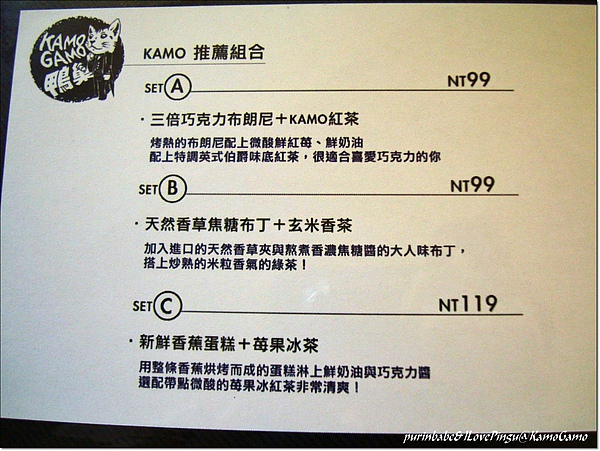 KAMO
GAMO
KAMO 推薦組合
SET A NT99
·三倍巧克力布朗尼＋KAMO紅茶
烤熱的布朗尼配上微酸鮮紅莓、鮮奶油
配上特調英式伯爵味底紅茶，很適合喜愛巧克力的你
SET B NT99
·天然香草焦糖布丁＋玄米香茶
加入進口的天然香草夾與熬煮香濃焦糖醬的大人味布丁，
搭上炒熟的米粒香氣的綠茶！
SET C NT119
·新鮮香蕉蛋糕＋苺果冰茶
用整條香蕉烘烤而成的蛋糕淋上鮮奶油與巧克力醬
選配帶點微酸的苺果冰紅茶非常清爽！
purinbabe&ILovePingu@KamoGamo